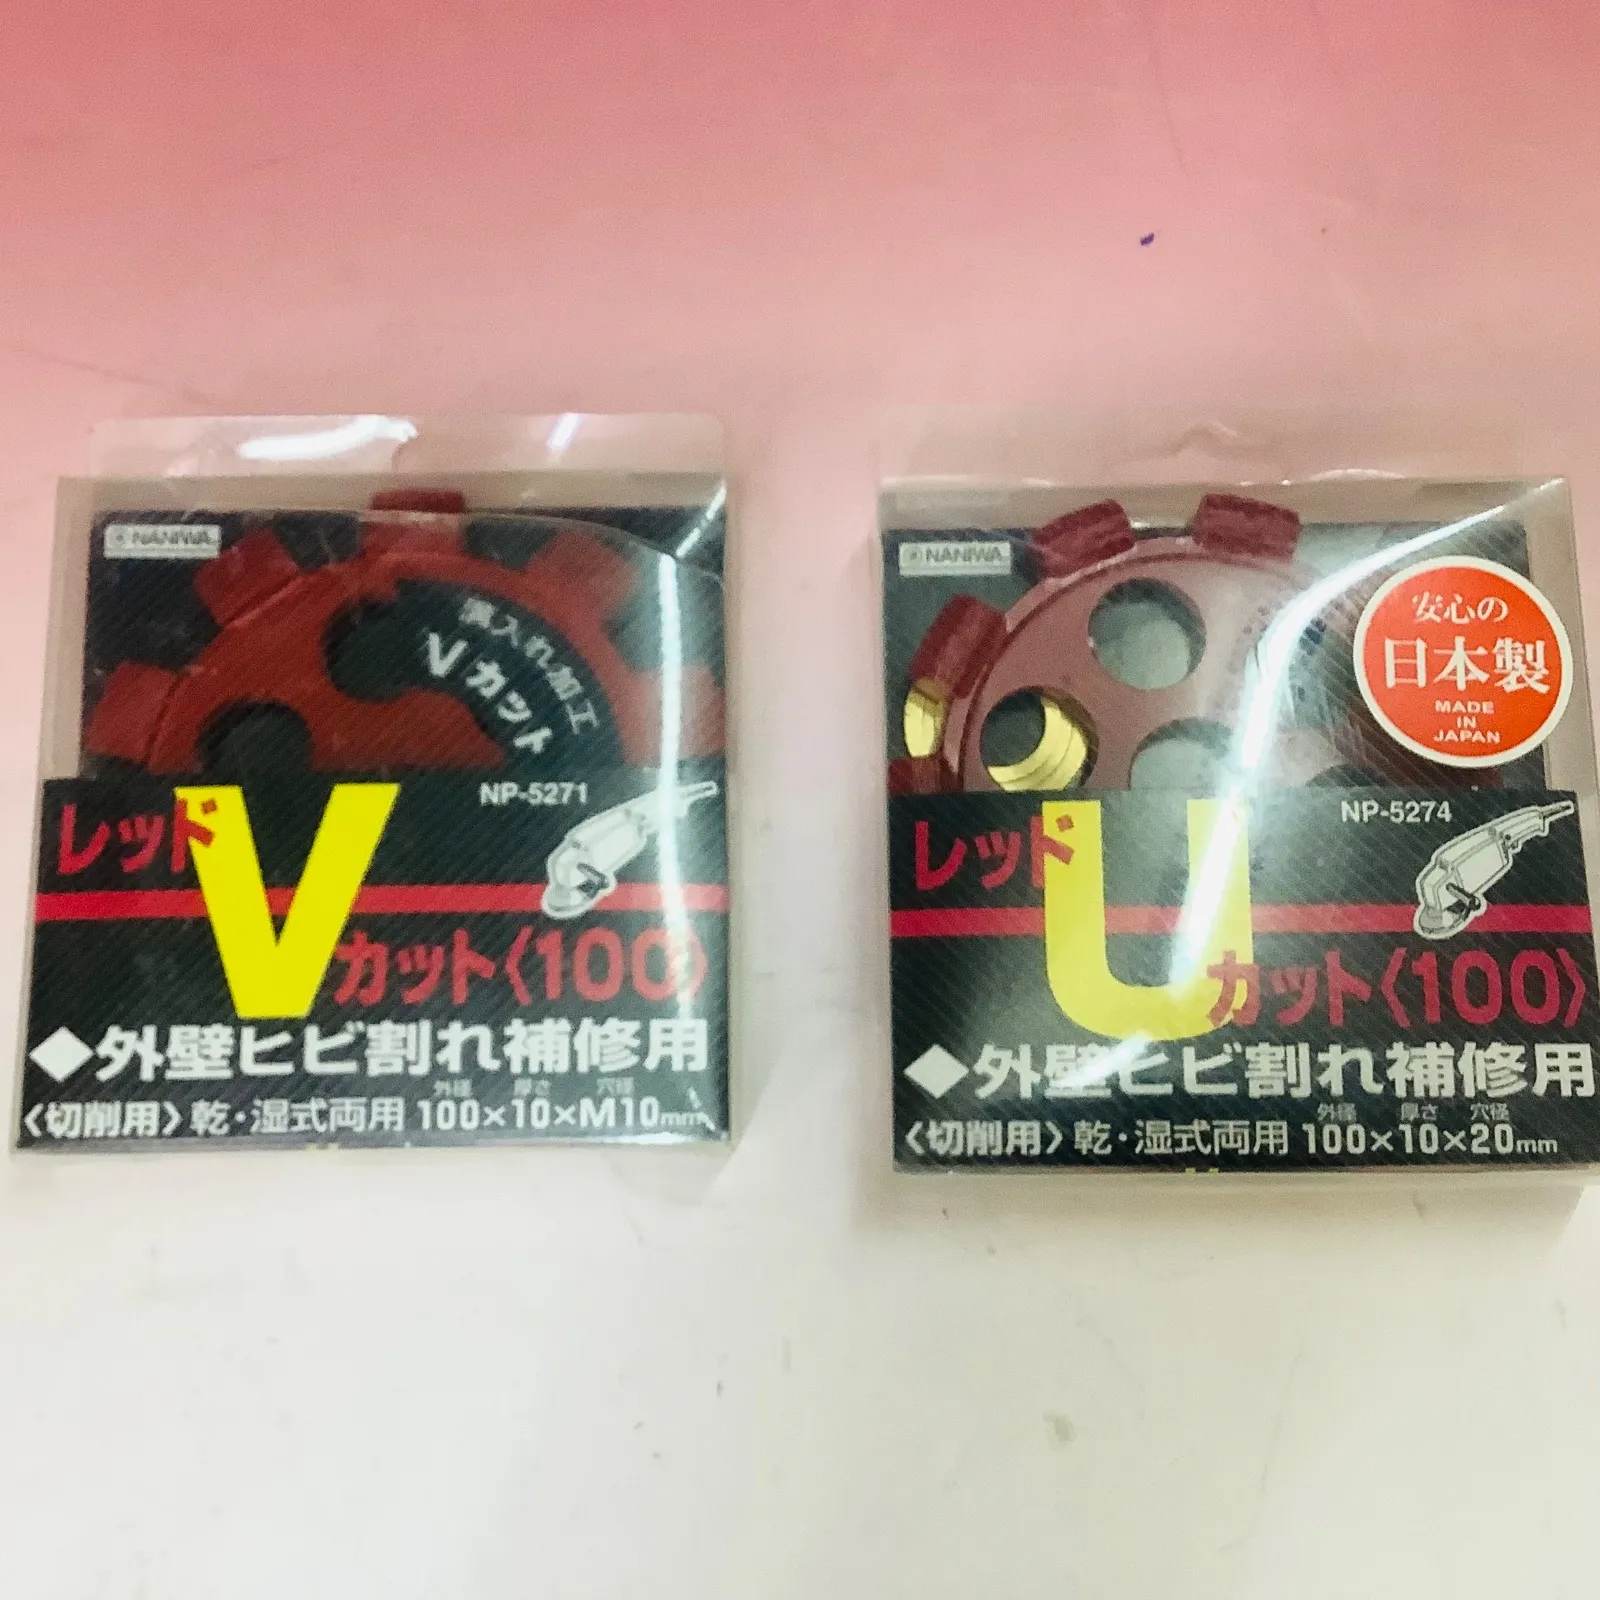 NANIWA
焼入れ加工
Vカット
NP-5271
レッドVカット〈100〉
◆外壁ヒビ割れ補修用
外径 厚さ 穴径
〈切削用〉乾・湿式両用 100×10×M10mm
NANIWA
安心の
日本製
MADE
IN
JAPAN
NP-5274
レッドUカット〈100〉
◆外壁ヒビ割れ補修用
外径 厚さ 穴径
〈切削用〉乾・湿式両用 100×10×20mm